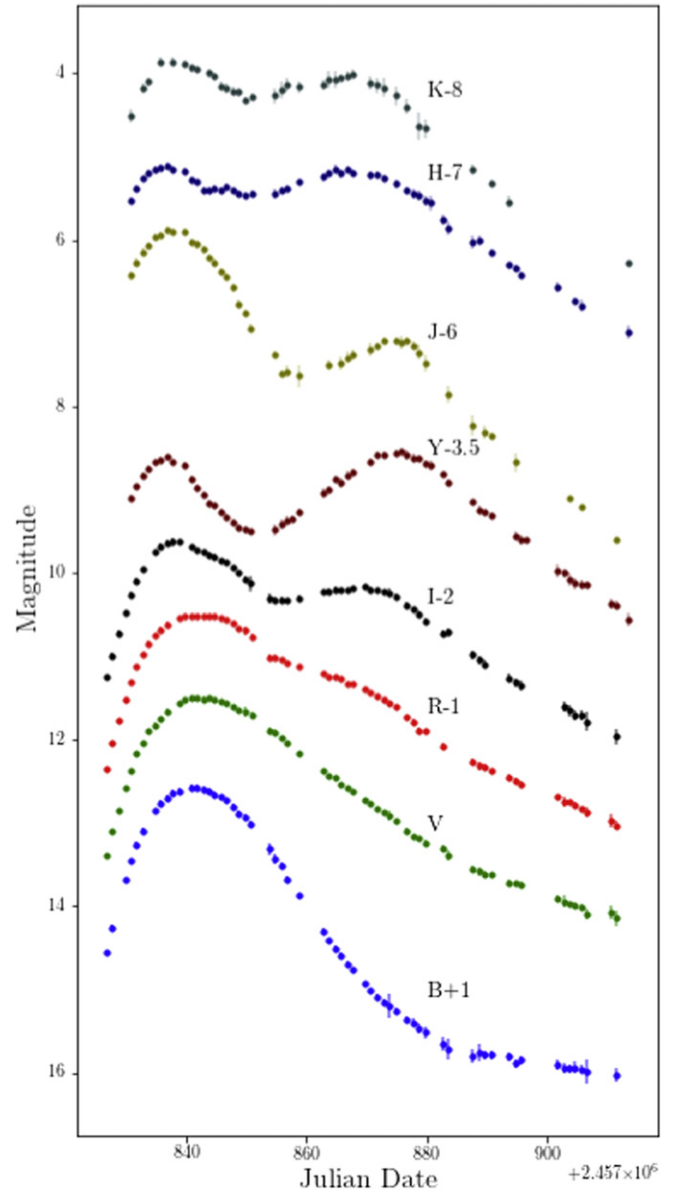 4
K-8
H-7
6
J-6
8
Y-3.5
Magnitude
10
I-2
R-1
12
V
14
B+1
16
840 860 880 900
Julian Date +2.457×10⁶